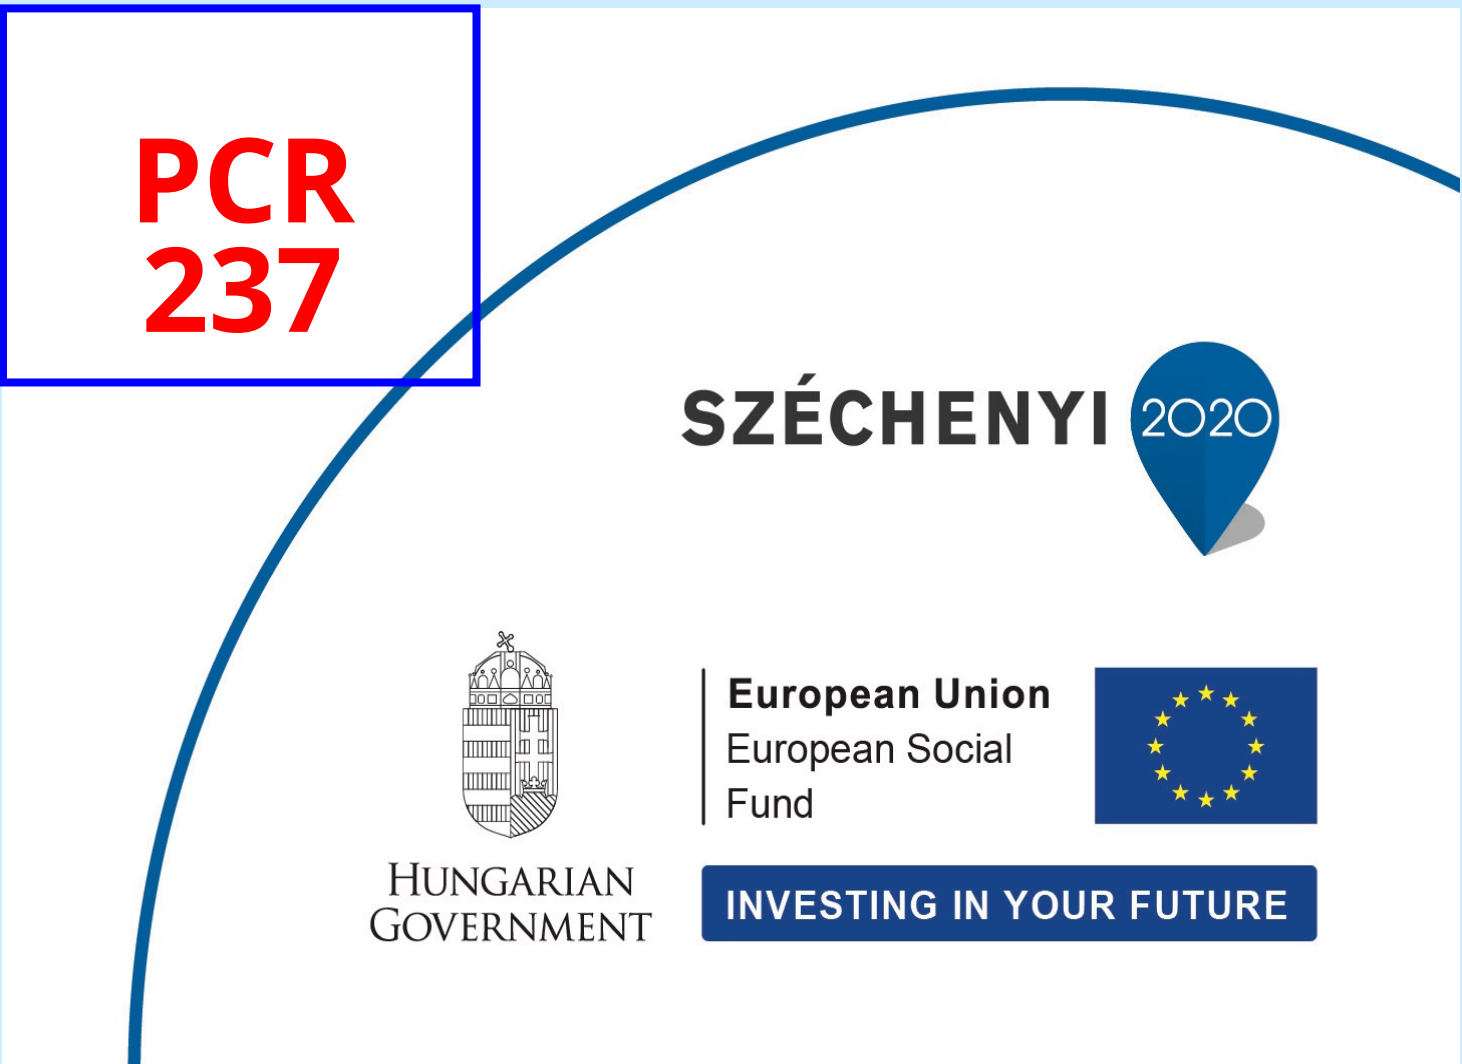 PCR
237
SZÉCHENYI 2020
European Union
European Social
Fund
HUNGARIAN
GOVERNMENT
INVESTING IN YOUR FUTURE